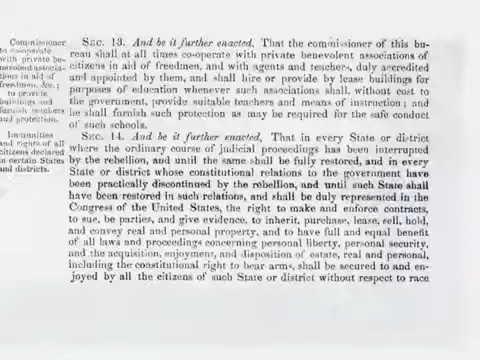 Commissioner
to co-operate
with private be-
nevolent associa-
tions in aid of
freedmen, &c.;
to provide
buildings and
furnish teachers
and protection.
Immunities
and rights of all
citizens declared
in certain States
and districts.
SEC. 13. And be it further enacted, That the commissioner of this bu-
reau shall at all times co-operate with private benevolent associations of
citizens in aid of freedmen, and with agents and teachers, duly accredited
and appointed by them, and shall hire or provide by lease buildings for
purposes of education whenever such associations shall, without cost to
the government, provide suitable teachers and means of instruction; and
he shall furnish such protection as may be required for the safe conduct
of such schools.
SEC. 14. And be it further enacted, That in every State or district
where the ordinary course of judicial proceedings has been interrupted
by the rebellion, and until the same shall be fully restored, and in every
State or district whose constitutional relations to the government have
been practically discontinued by the rebellion, and until such State shall
have been restored in such relations, and shall be duly represented in the
Congress of the United States, the right to make and enforce contracts,
to sue, be parties, and give evidence, to inherit, purchase, lease, sell, hold,
and convey real and personal property, and to have full and equal benefit
of all laws and proceedings concerning personal liberty, personal security,
and the acquisition, enjoyment, and disposition of estate, real and personal,
including the constitutional right to bear arms, shall be secured to and en-
joyed by all the citizens of such State or district without respect to race